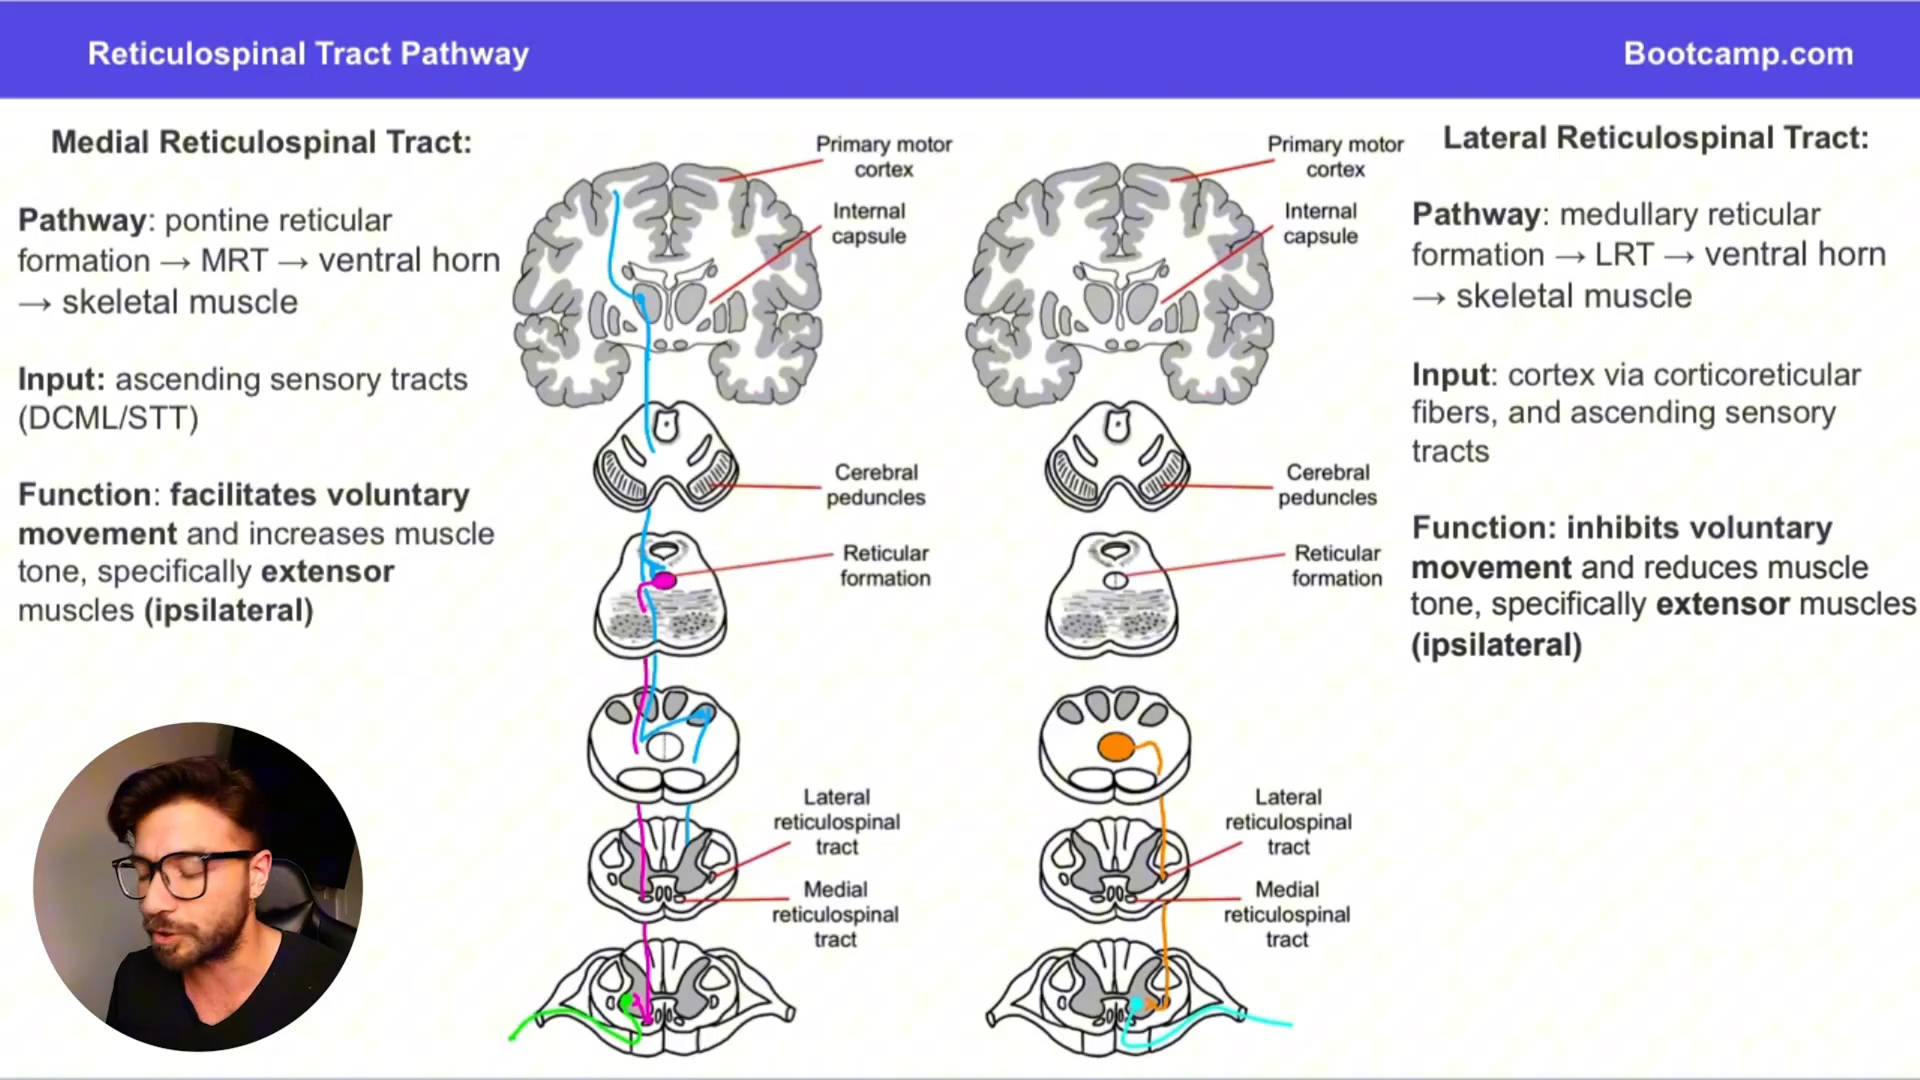 Reticulospinal Tract Pathway
Bootcamp.com
Medial Reticulospinal Tract:
Pathway: pontine reticular
formation → MRT → ventral horn
→ skeletal muscle
Input: ascending sensory tracts
(DCML/STT)
Function: facilitates voluntary
movement and increases muscle
tone, specifically extensor
muscles (ipsilateral)
Primary motor
cortex
Internal
capsule
Cerebral
peduncles
Reticular
formation
Lateral
reticulospinal
tract
Medial
reticulospinal
tract
Primary motor
cortex
Internal
capsule
Cerebral
peduncles
Reticular
formation
Lateral
reticulospinal
tract
Medial
reticulospinal
tract
Lateral Reticulospinal Tract:
Pathway: medullary reticular
formation → LRT → ventral horn
→ skeletal muscle
Input: cortex via corticoreticular
fibers, and ascending sensory
tracts
Function: inhibits voluntary
movement and reduces muscle
tone, specifically extensor muscles
(ipsilateral)